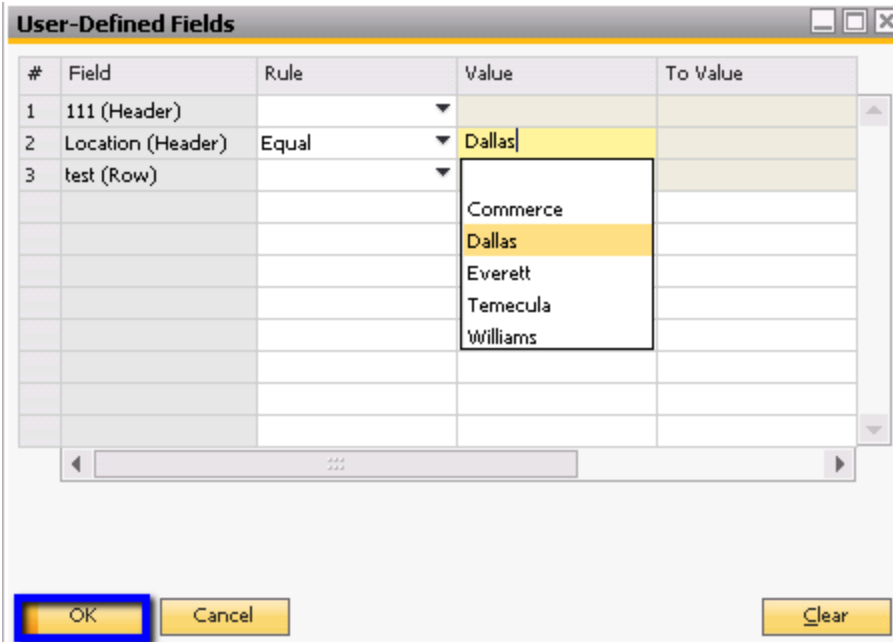 User-Defined Fields
# Field Rule Value To Value
1 111 (Header)
2 Location (Header) Equal Dallas
3 test (Row)
Commerce
Dallas
Everett
Temecula
Williams
OK Cancel Clear